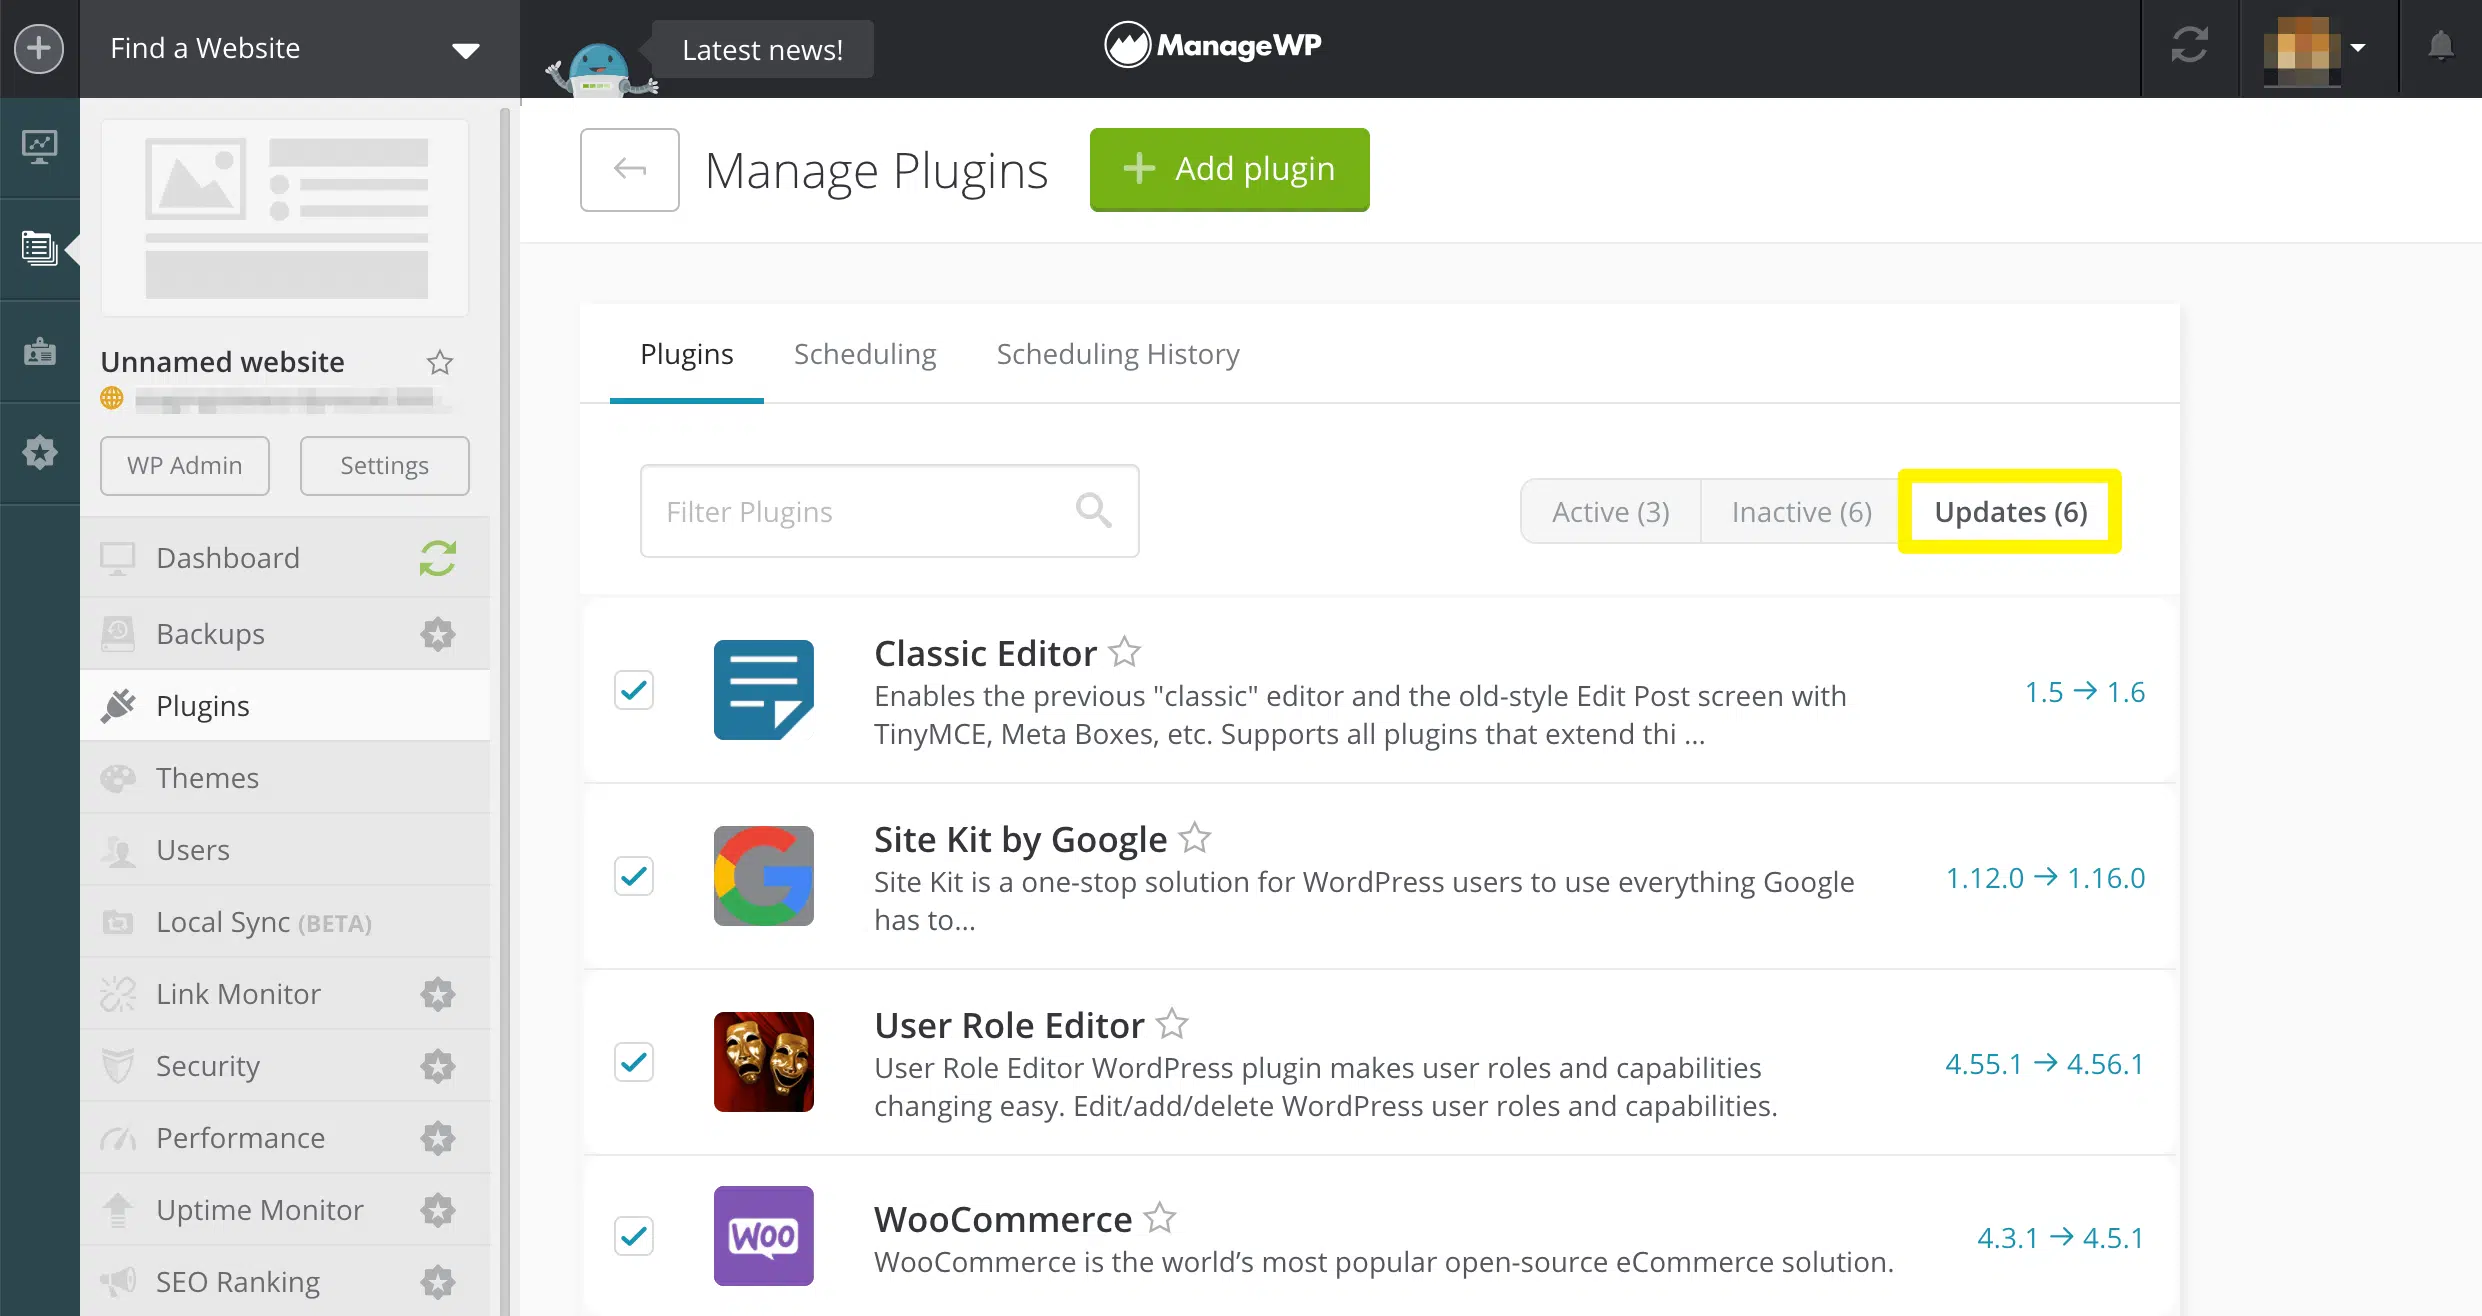 Find a Website
Latest news!
ManageWP
Manage Plugins
Add plugin
Unnamed website
WP Admin
Settings
Dashboard
Backups
Plugins
Themes
Users
Local Sync (BETA)
Link Monitor
Security
Performance
Uptime Monitor
SEO Ranking
Plugins
Scheduling
Scheduling History
Filter Plugins
Active (3)
Inactive (6)
Updates (6)
Classic Editor
Enables the previous "classic" editor and the old-style Edit Post screen with
TinyMCE, Meta Boxes, etc. Supports all plugins that extend thi ...
1.5 → 1.6
Site Kit by Google
Site Kit is a one-stop solution for WordPress users to use everything Google
has to...
1.12.0 → 1.16.0
User Role Editor
User Role Editor WordPress plugin makes user roles and capabilities
changing easy. Edit/add/delete WordPress user roles and capabilities.
4.55.1 → 4.56.1
WOO
WooCommerce
WooCommerce is the world’s most popular open-source eCommerce solution.
4.3.1 → 4.5.1